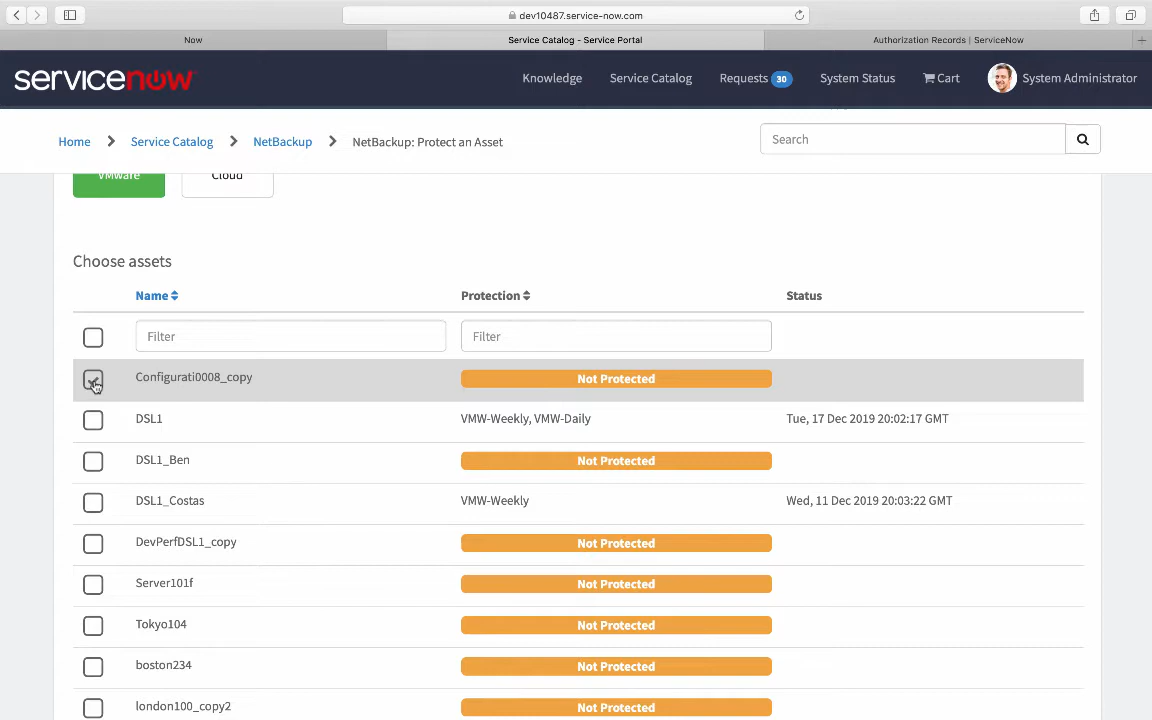 dev10487.service-now.com
Now
Service Catalog - Service Portal
Authorization Records | ServiceNow
servicenow
Knowledge
Service Catalog
Requests 30
System Status
Cart
System Administrator
Home
Service Catalog
NetBackup
NetBackup: Protect an Asset
Search
VMware
Cloud
Choose assets
Name
Protection
Status
Filter
Filter
Configurati0008_copy
Not Protected
DSL1
VMW-Weekly, VMW-Daily
Tue, 17 Dec 2019 20:02:17 GMT
DSL1_Ben
Not Protected
DSL1_Costas
VMW-Weekly
Wed, 11 Dec 2019 20:03:22 GMT
DevPerfDSL1_copy
Not Protected
Server101f
Not Protected
Tokyo104
Not Protected
boston234
Not Protected
london100_copy2
Not Protected